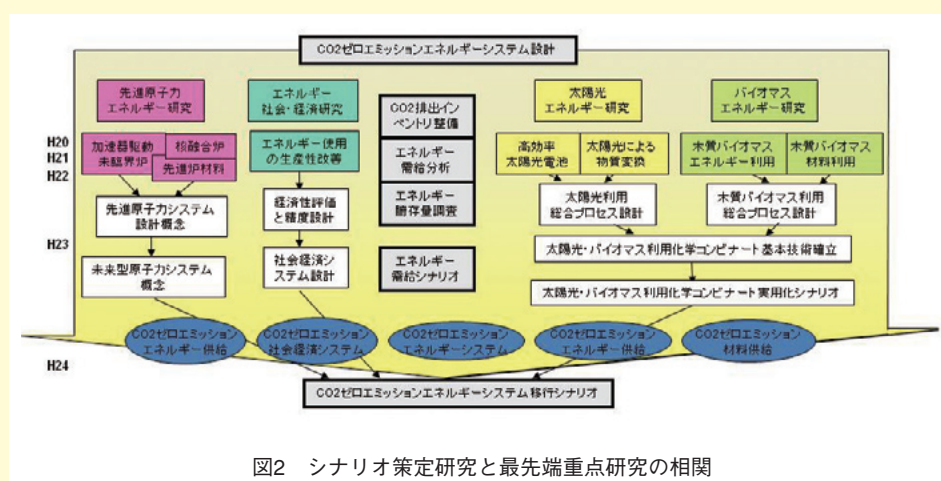 CO2ゼロエミッションエネルギーシステム設計
先進原子力
エネルギー研究
エネルギー
社会・経済研究
CO2排出イン
ベントリ整備
太陽光
エネルギー研究
バイオマス
エネルギー研究
H20
H21
H22
加速器駆動
未臨界炉
核融合炉
先進炉材料
エネルギー使用
の生産性改善
エネルギー
需給分析
高効率
太陽光電池
太陽光による
物質変換
木質バイオマス
エネルギー利用
木質バイオマス
材料利用
先進原子力システム
設計概念
経済性評価
と精度設計
エネルギー
賦存量調査
太陽光利用
総合プロセス設計
木質バイオマス利用
総合プロセス設計
H23
未来型原子力システム
概念
社会経済シ
ステム設計
エネルギー
需給シナリオ
太陽光・バイオマス利用化学コンビナート基本技術確立
太陽光・バイオマス利用化学コンビナート実用化シナリオ
CO2ゼロエミッション
エネルギー供給
CO2ゼロエミッション
社会経済システム
CO2ゼロエミッション
エネルギーシステム
CO2ゼロエミッション
エネルギー供給
CO2ゼロエミッション
材料供給
H24
CO2ゼロエミッションエネルギーシステム移行シナリオ
図2 シナリオ策定研究と最先端重点研究の相関